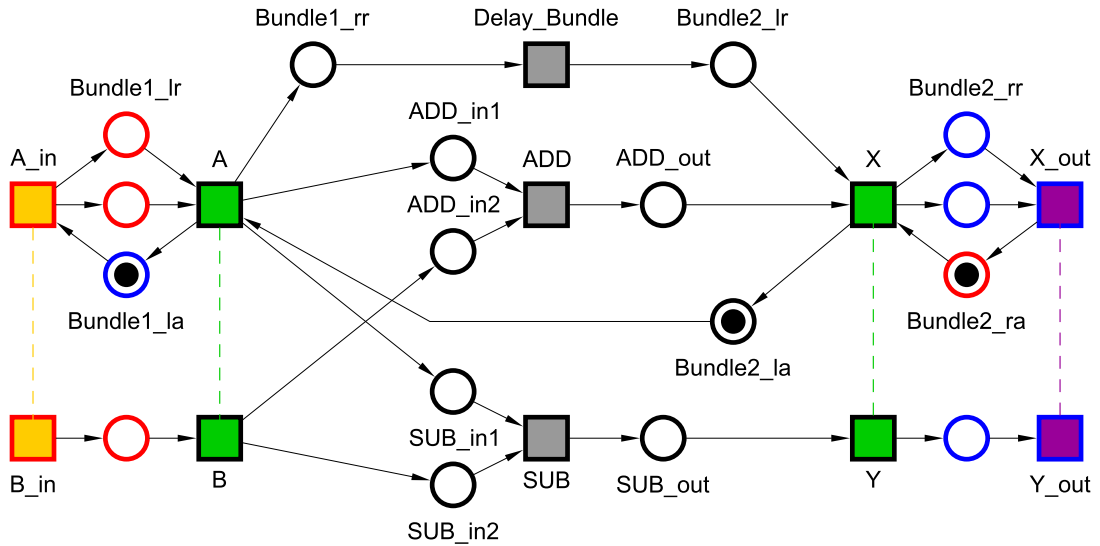 Bundle1_rr
Delay_Bundle
Bundle2_lr
Bundle1_lr
Bundle2_rr
ADD_in1
A_in
A
ADD
ADD_out
X
X_out
ADD_in2
Bundle1_la
Bundle2_ra
Bundle2_la
SUB_in1
B_in
B
SUB
SUB_out
Y
Y_out
SUB_in2